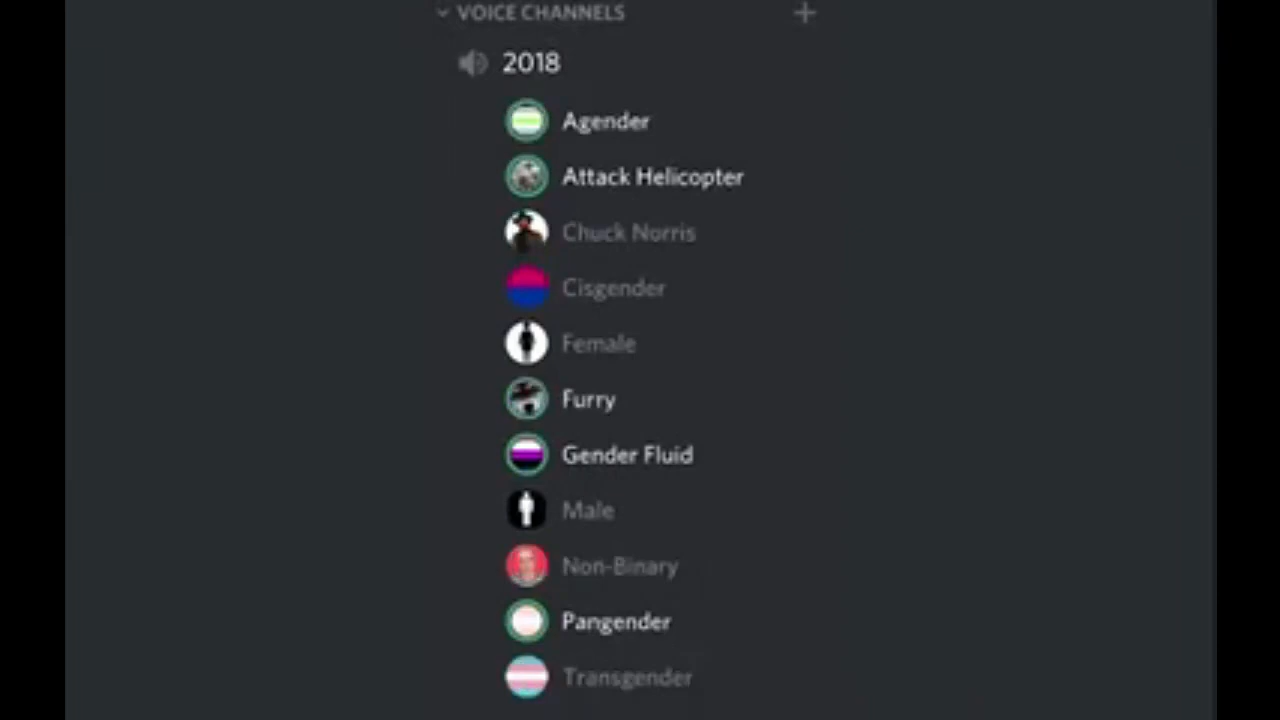 VOICE CHANNELS
2018
Agender
Attack Helicopter
Chuck Norris
Cisgender
Female
Furry
Gender Fluid
Male
Non-Binary
Pangender
Transgender